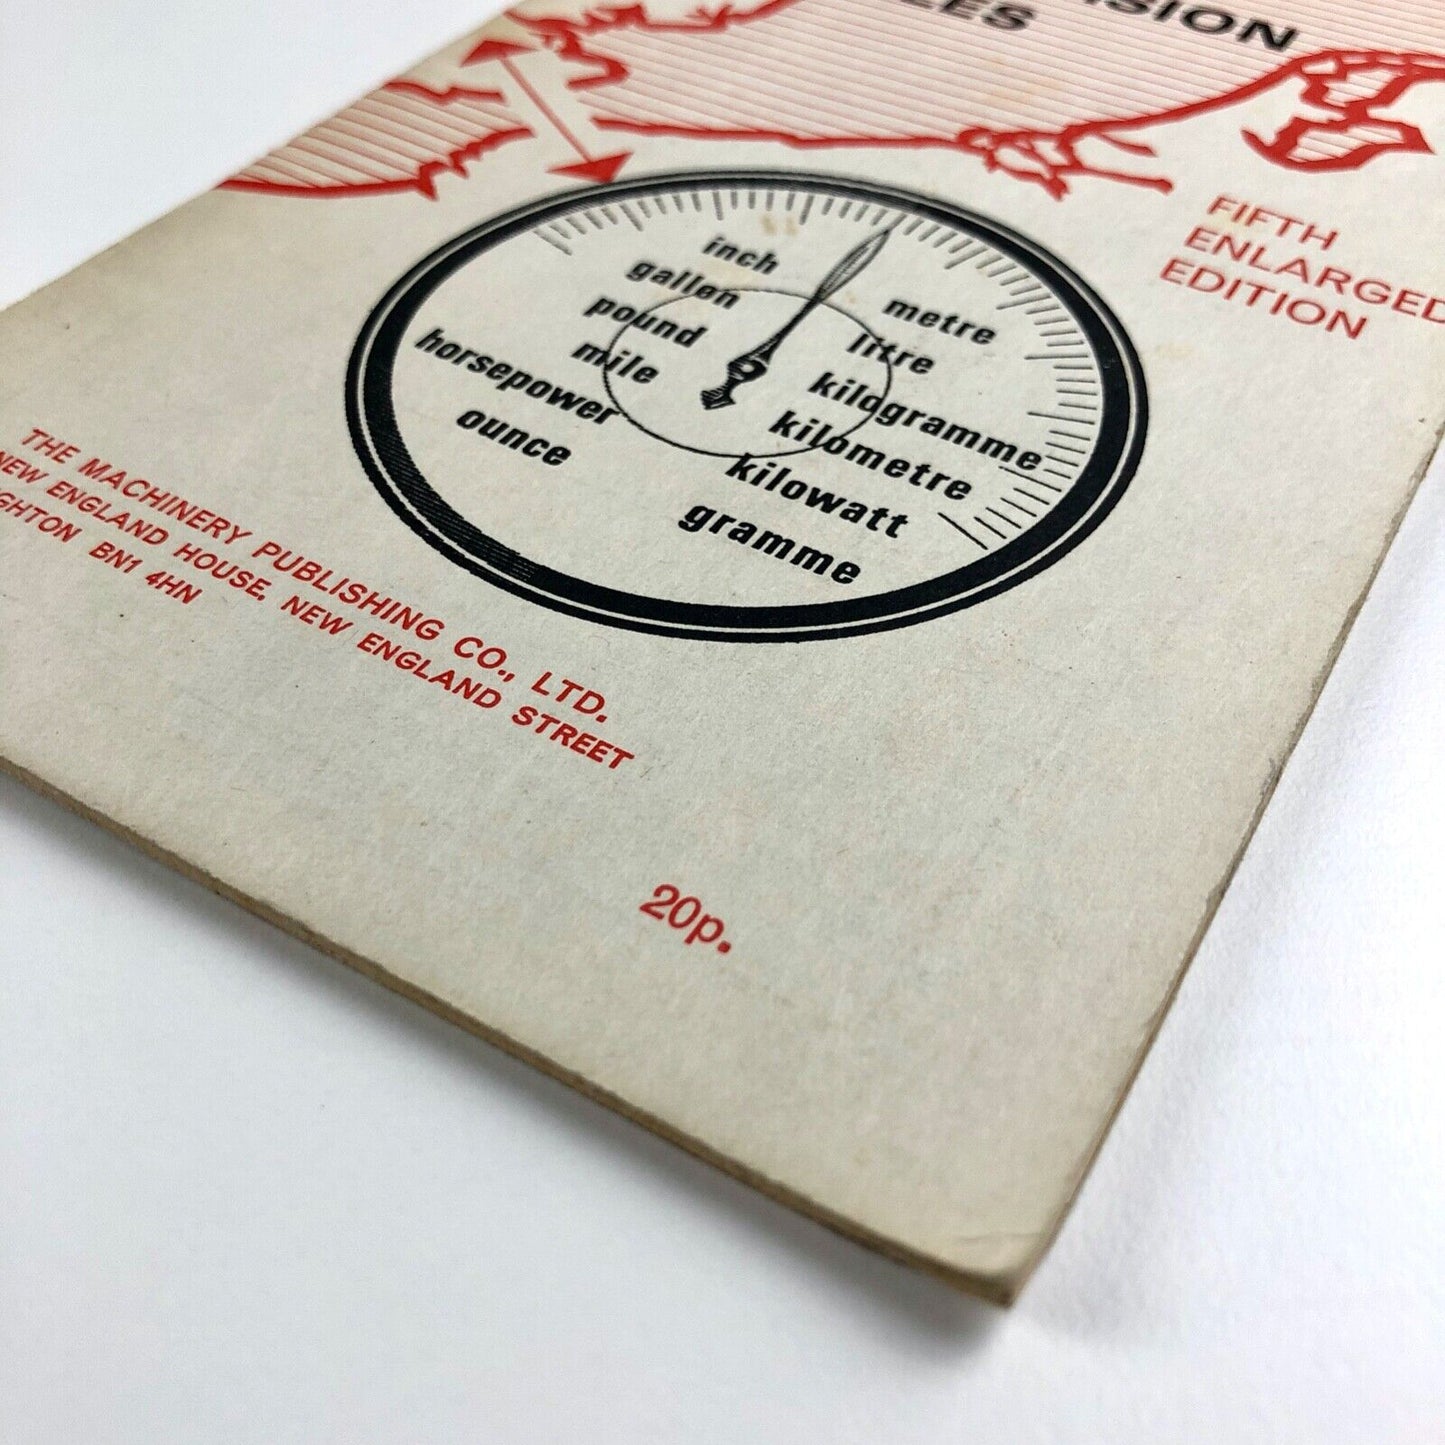 FIFTH
ENLARGED
EDITION
inch
gallon
pound
mile
horsepower
ounce
metre
litre
kilogramme
kilometre
kilowatt
gramme
THE MACHINERY PUBLISHING CO., LTD.
NEW ENGLAND HOUSE, NEW ENGLAND STREET
BN1 4HN
20p.